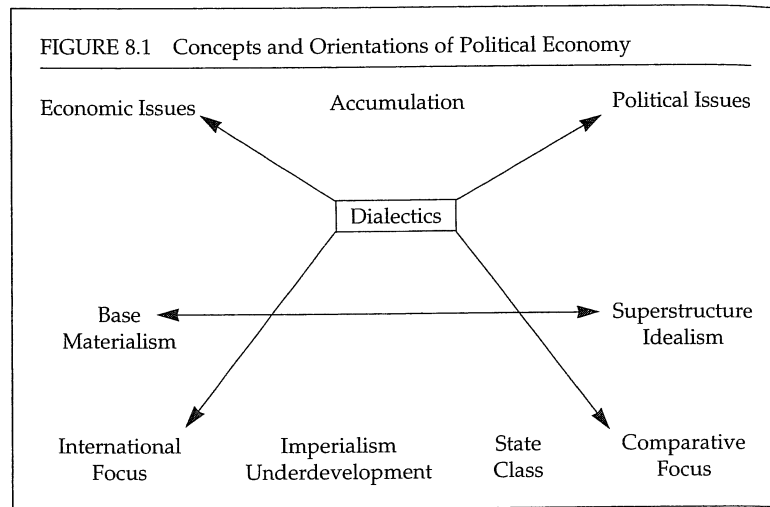 FIGURE 8.1 Concepts and Orientations of Political Economy
Economic Issues
Accumulation
Political Issues
Dialectics
Base
Materialism
Superstructure
Idealism
International
Focus
Imperialism
Underdevelopment
State
Class
Comparative
Focus